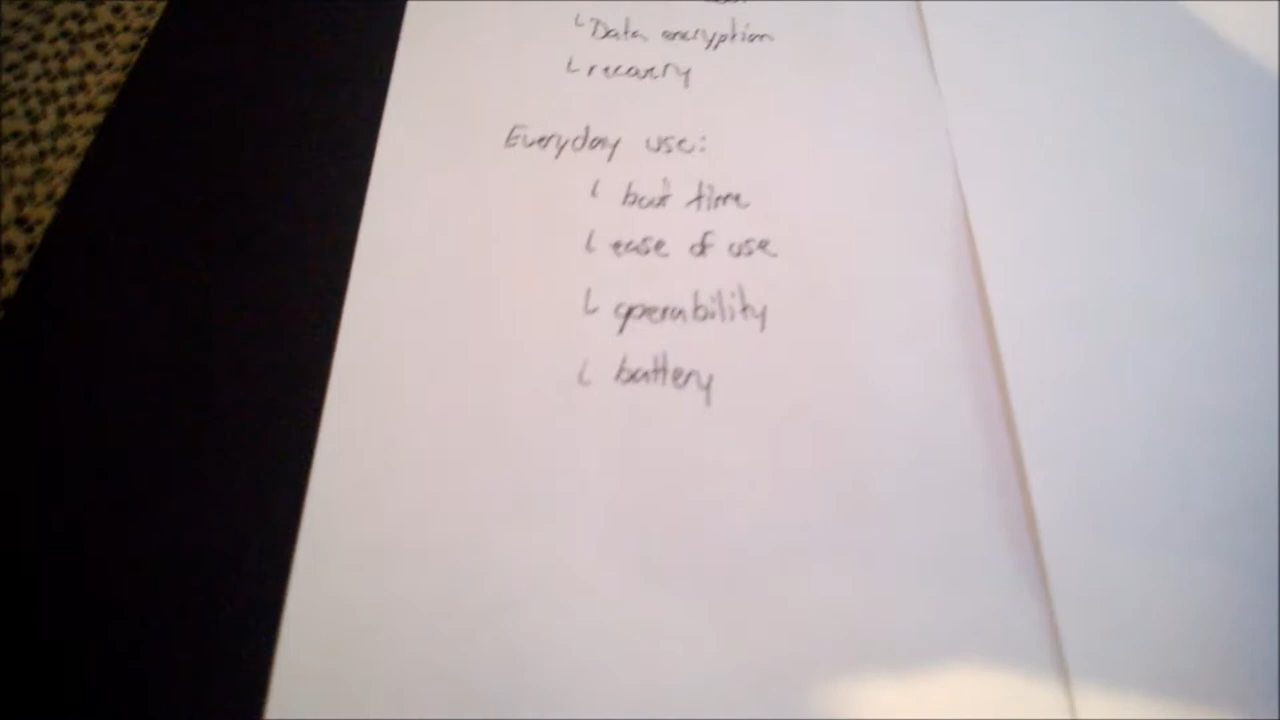 └ Data encryption
└ recovery
Everyday use:
└ boot time
└ ease of use
└ operability
└ battery